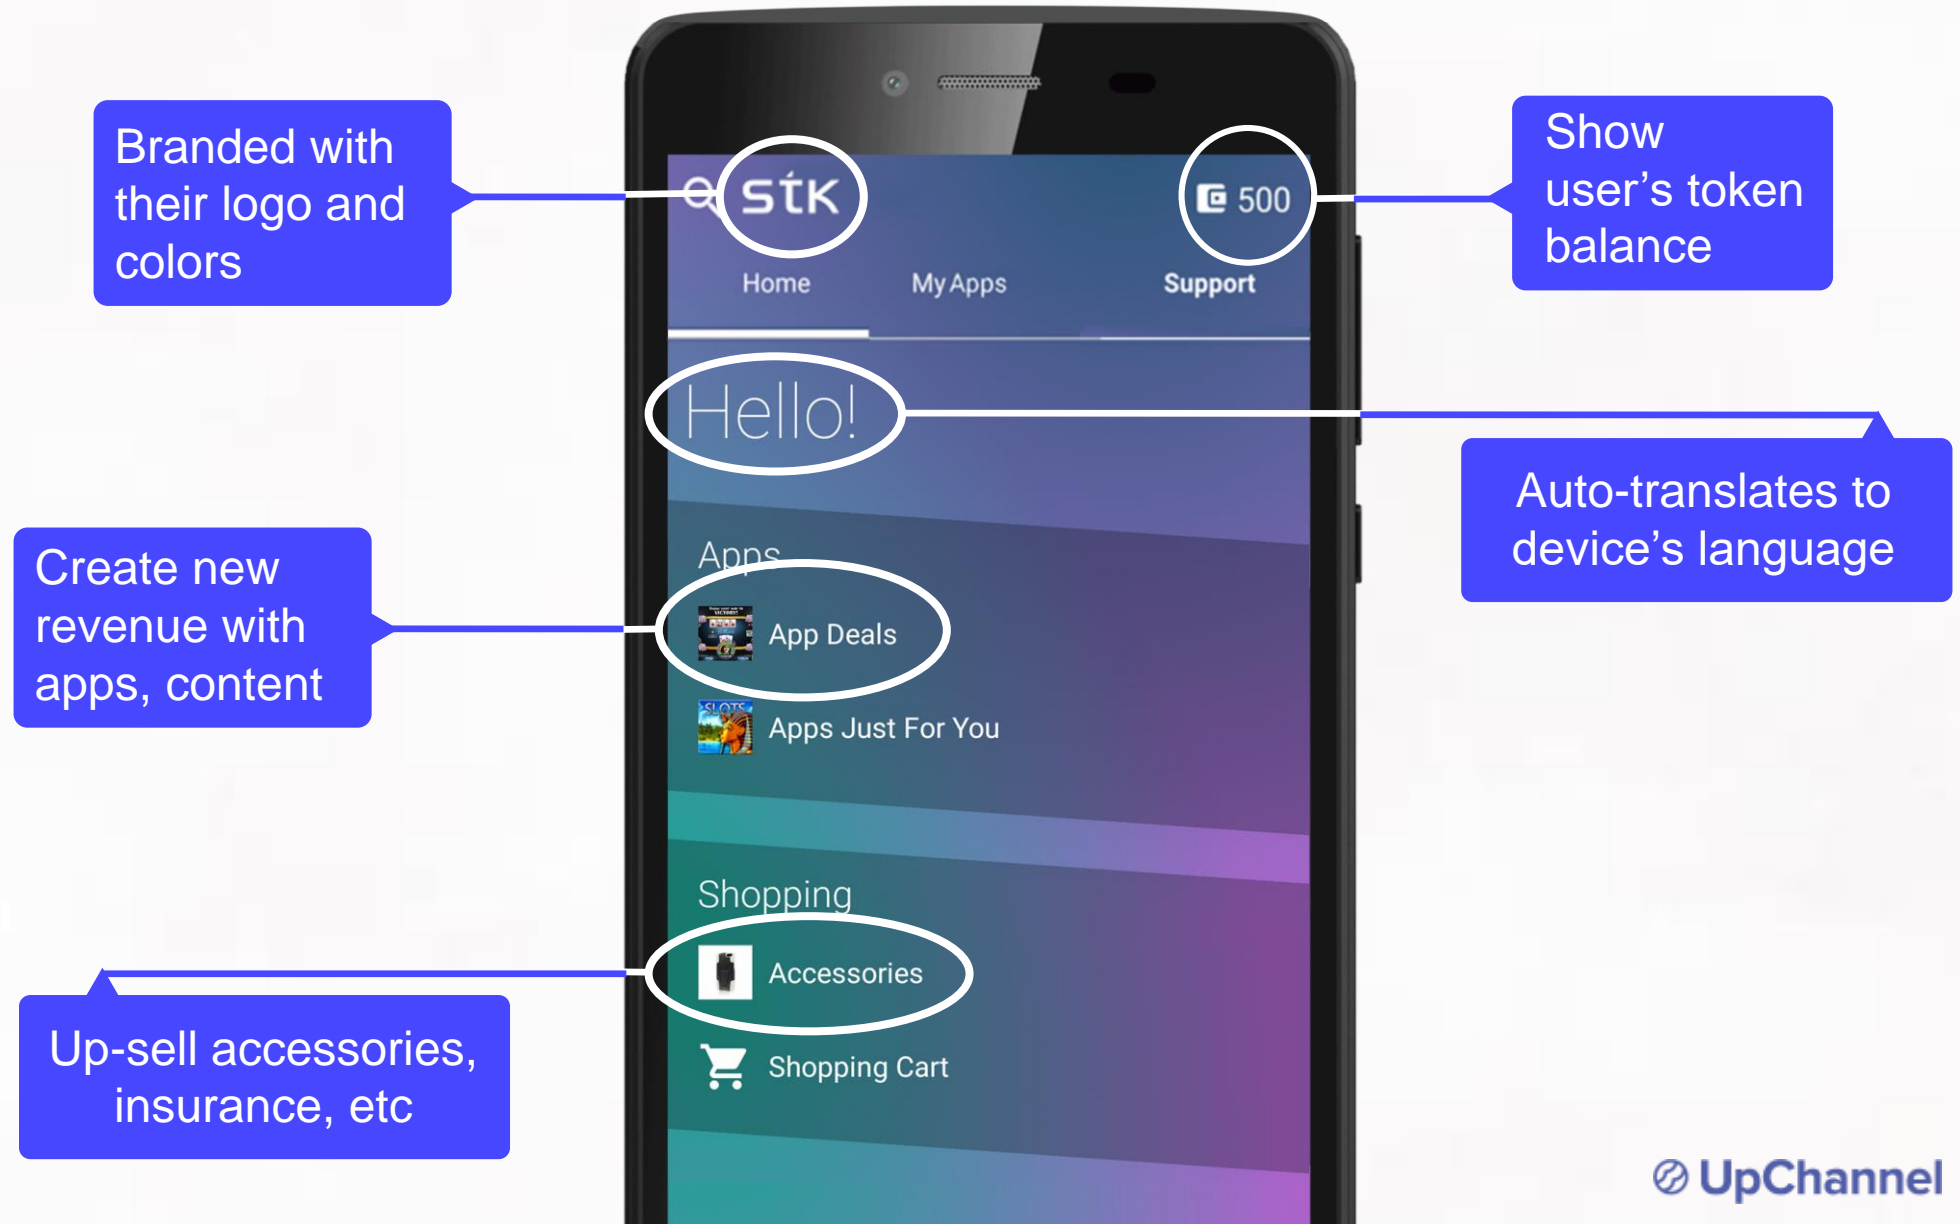 Branded with
their logo and
colors
stk
500
Show
user's token
balance
Home
My Apps
Support
Hello!
Auto-translates to
device's language
Create new
revenue with
apps, content
Apps
App Deals
SLOTS
Apps Just For You
Shopping
Accessories
Up-sell accessories,
insurance, etc
Shopping Cart
UpChannel